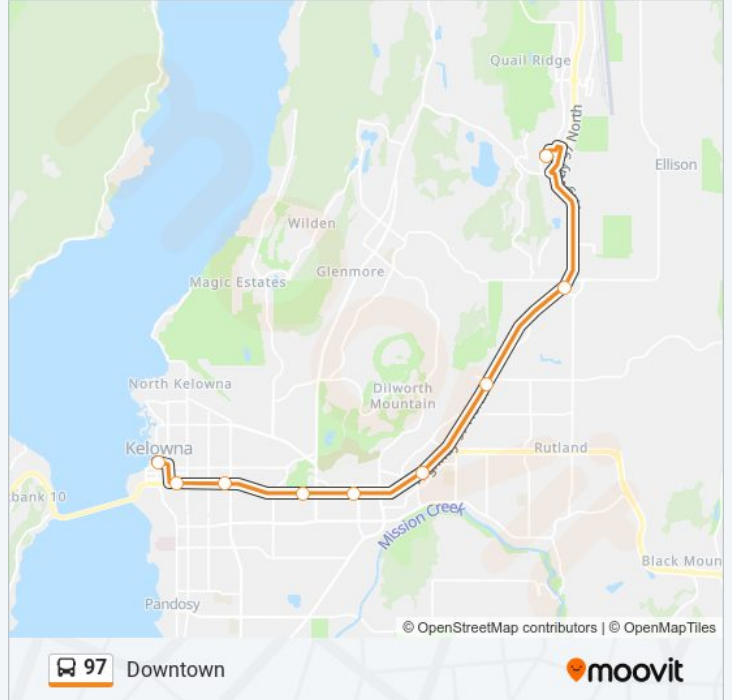 Quail Ridge
Ellison
Wilden
Glenmore
Magic Estates
North Kelowna
Dilworth
Mountain
Kelowna
Rutland
bank 10
Mission Creek
Black Moun
Pandosy
© OpenStreetMap contributors | © OpenMapTiles
97 Downtown
moovit